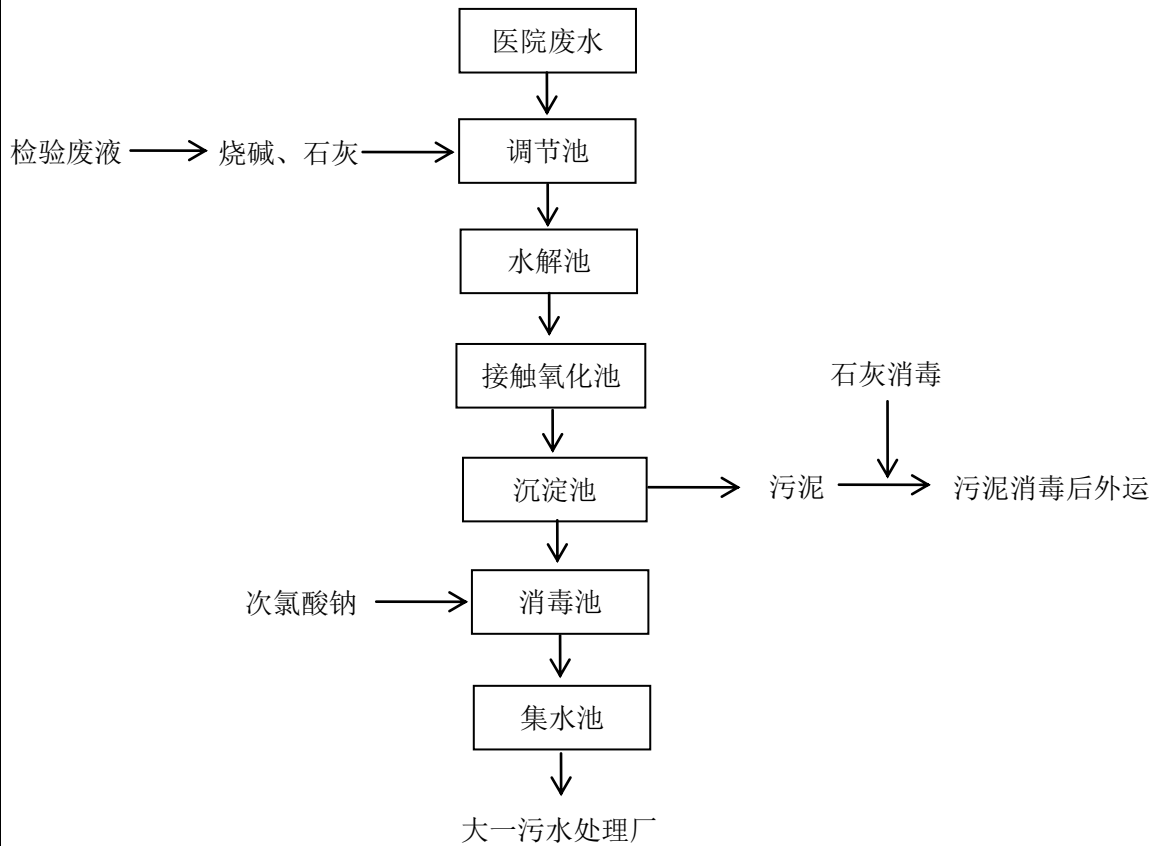 医院废水
检验废液
烧碱、石灰
调节池
水解池
接触氧化池
石灰消毒
沉淀池
污泥
污泥消毒后外运
次氯酸钠
消毒池
集水池
大一污水处理厂